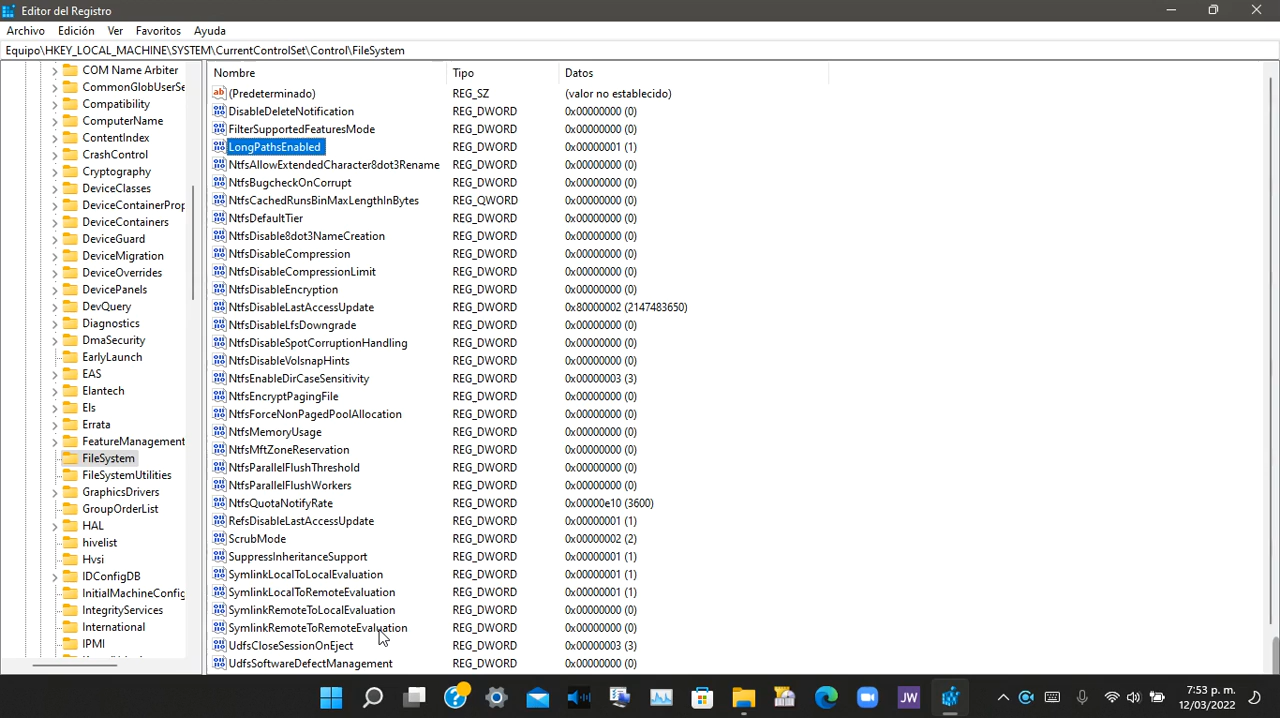 Editor del Registro
Archivo Edición Ver Favoritos Ayuda
Equipo\HKEY_LOCAL_MACHINE\SYSTEM\CurrentControlSet\Control\FileSystem
COM Name Arbiter
CommonGlobUserSe
Compatibility
ComputerName
ContentIndex
CrashControl
Cryptography
DeviceClasses
DeviceContainerProp
DeviceContainers
DeviceGuard
DeviceMigration
DeviceOverrides
DevicePanels
DevQuery
Diagnostics
DmaSecurity
EarlyLaunch
EAS
Elantech
Els
Errata
FeatureManagement
FileSystem
FileSystemUtilities
GraphicsDrivers
GroupOrderList
HAL
hivelist
Hvsi
IDConfigDB
InitialMachineConfig
IntegrityServices
International
IPMI
Nombre Tipo Datos
(Predeterminado) REG_SZ (valor no establecido)
DisableDeleteNotification REG_DWORD 0x00000000 (0)
FilterSupportedFeaturesMode REG_DWORD 0x00000000 (0)
LongPathsEnabled REG_DWORD 0x00000001 (1)
NtfsAllowExtendedCharacter8dot3Rename REG_DWORD 0x00000000 (0)
NtfsBugcheckOnCorrupt REG_DWORD 0x00000000 (0)
NtfsCachedRunsBinMaxLengthInBytes REG_QWORD 0x00000000 (0)
NtfsDefaultTier REG_DWORD 0x00000000 (0)
NtfsDisable8dot3NameCreation REG_DWORD 0x00000000 (0)
NtfsDisableCompression REG_DWORD 0x00000000 (0)
NtfsDisableCompressionLimit REG_DWORD 0x00000000 (0)
NtfsDisableEncryption REG_DWORD 0x00000000 (0)
NtfsDisableLastAccessUpdate REG_DWORD 0x80000002 (2147483650)
NtfsDisableLfsDowngrade REG_DWORD 0x00000000 (0)
NtfsDisableSpotCorruptionHandling REG_DWORD 0x00000000 (0)
NtfsDisableVolsnapHints REG_DWORD 0x00000000 (0)
NtfsEnableDirCaseSensitivity REG_DWORD 0x00000003 (3)
NtfsEncryptPagingFile REG_DWORD 0x00000000 (0)
NtfsForceNonPagedPoolAllocation REG_DWORD 0x00000000 (0)
NtfsMemoryUsage REG_DWORD 0x00000000 (0)
NtfsMftZoneReservation REG_DWORD 0x00000000 (0)
NtfsParallelFlushThreshold REG_DWORD 0x00000000 (0)
NtfsParallelFlushWorkers REG_DWORD 0x00000000 (0)
NtfsQuotaNotifyRate REG_DWORD 0x00000e10 (3600)
RefsDisableLastAccessUpdate REG_DWORD 0x00000001 (1)
ScrubMode REG_DWORD 0x00000002 (2)
SuppressInheritanceSupport REG_DWORD 0x00000001 (1)
SymlinkLocalToLocalEvaluation REG_DWORD 0x00000001 (1)
SymlinkLocalToRemoteEvaluation REG_DWORD 0x00000001 (1)
SymlinkRemoteToLocalEvaluation REG_DWORD 0x00000000 (0)
SymlinkRemoteToRemoteEvaluation REG_DWORD 0x00000000 (0)
UdfsCloseSessionOnEject REG_DWORD 0x00000003 (3)
UdfsSoftwareDefectManagement REG_DWORD 0x00000000 (0)
JW
7:53 p. m.
12/03/2022